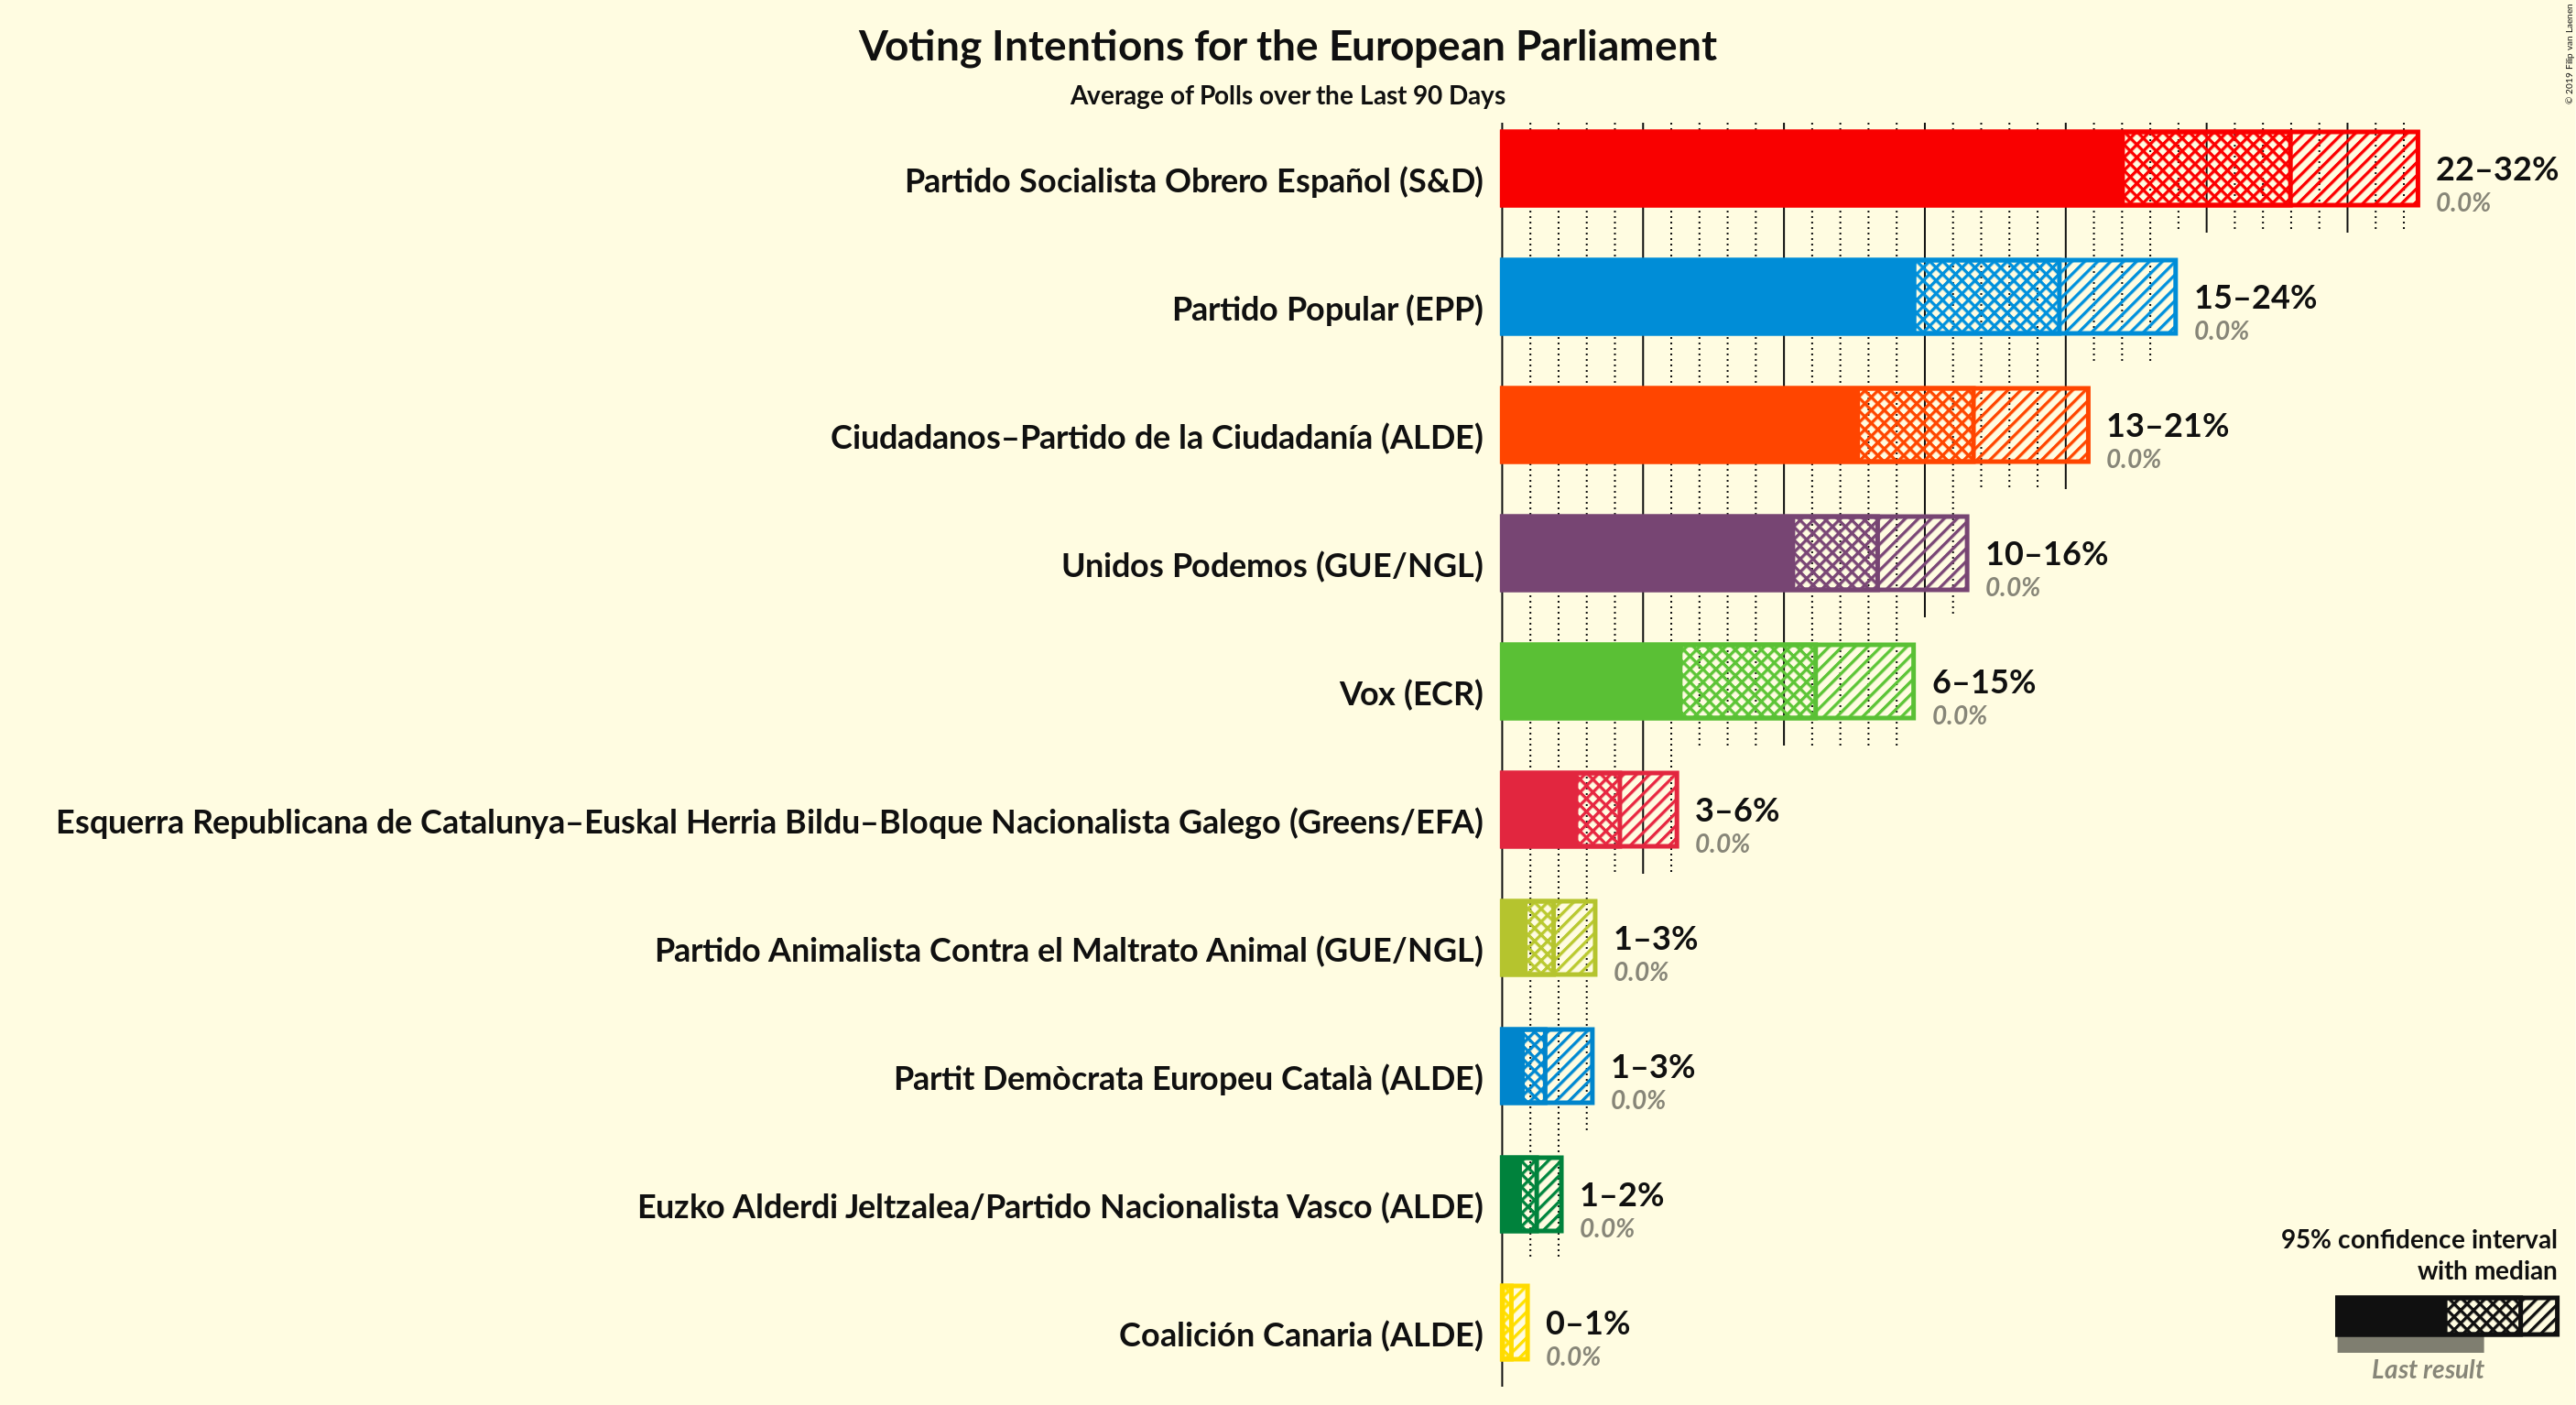 Voting Intentions for the European Parliament
Average of Polls over the Last 90 Days
© 2019 Filip van Laenen
Partido Socialista Obrero Español (S&D)
22–32%
0.0%
Partido Popular (EPP)
15–24%
0.0%
Ciudadanos–Partido de la Ciudadanía (ALDE)
13–21%
0.0%
Unidos Podemos (GUE/NGL)
10–16%
0.0%
Vox (ECR)
6–15%
0.0%
Esquerra Republicana de Catalunya–Euskal Herria Bildu–Bloque Nacionalista Galego (Greens/EFA)
3–6%
0.0%
Partido Animalista Contra el Maltrato Animal (GUE/NGL)
1–3%
0.0%
Partit Demòcrata Europeu Català (ALDE)
1–3%
0.0%
Euzko Alderdi Jeltzalea/Partido Nacionalista Vasco (ALDE)
1–2%
0.0%
Coalición Canaria (ALDE)
0–1%
0.0%
95% confidence interval
with median
Last result